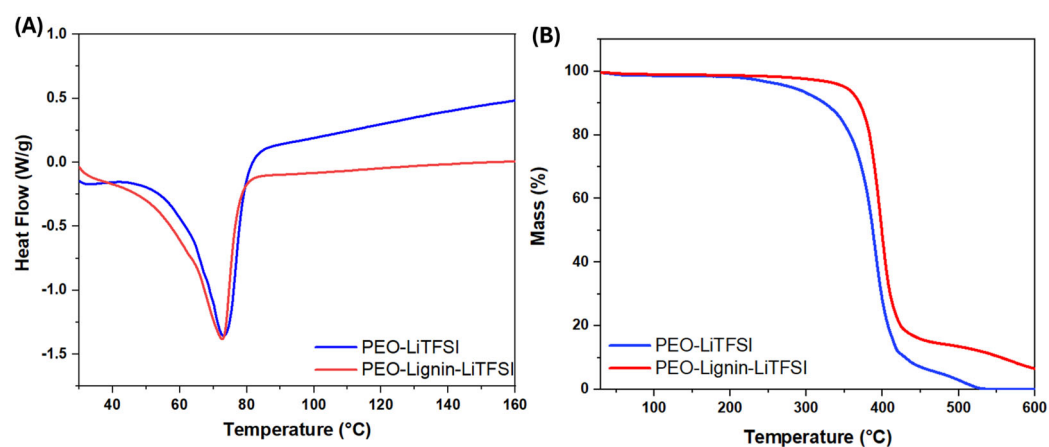 (A)
1.0
0.5
0.0
-0.5
-1.0
-1.5
Heat Flow (W/g)
PEO-LiTFSI
PEO-Lignin-LiTFSI
40 60 80 100 120 140 160
Temperature (°C)
(B)
100
80
60
40
20
0
Mass (%)
PEO-LiTFSI
PEO-Lignin-LiTFSI
100 200 300 400 500 600
Temperature (°C)